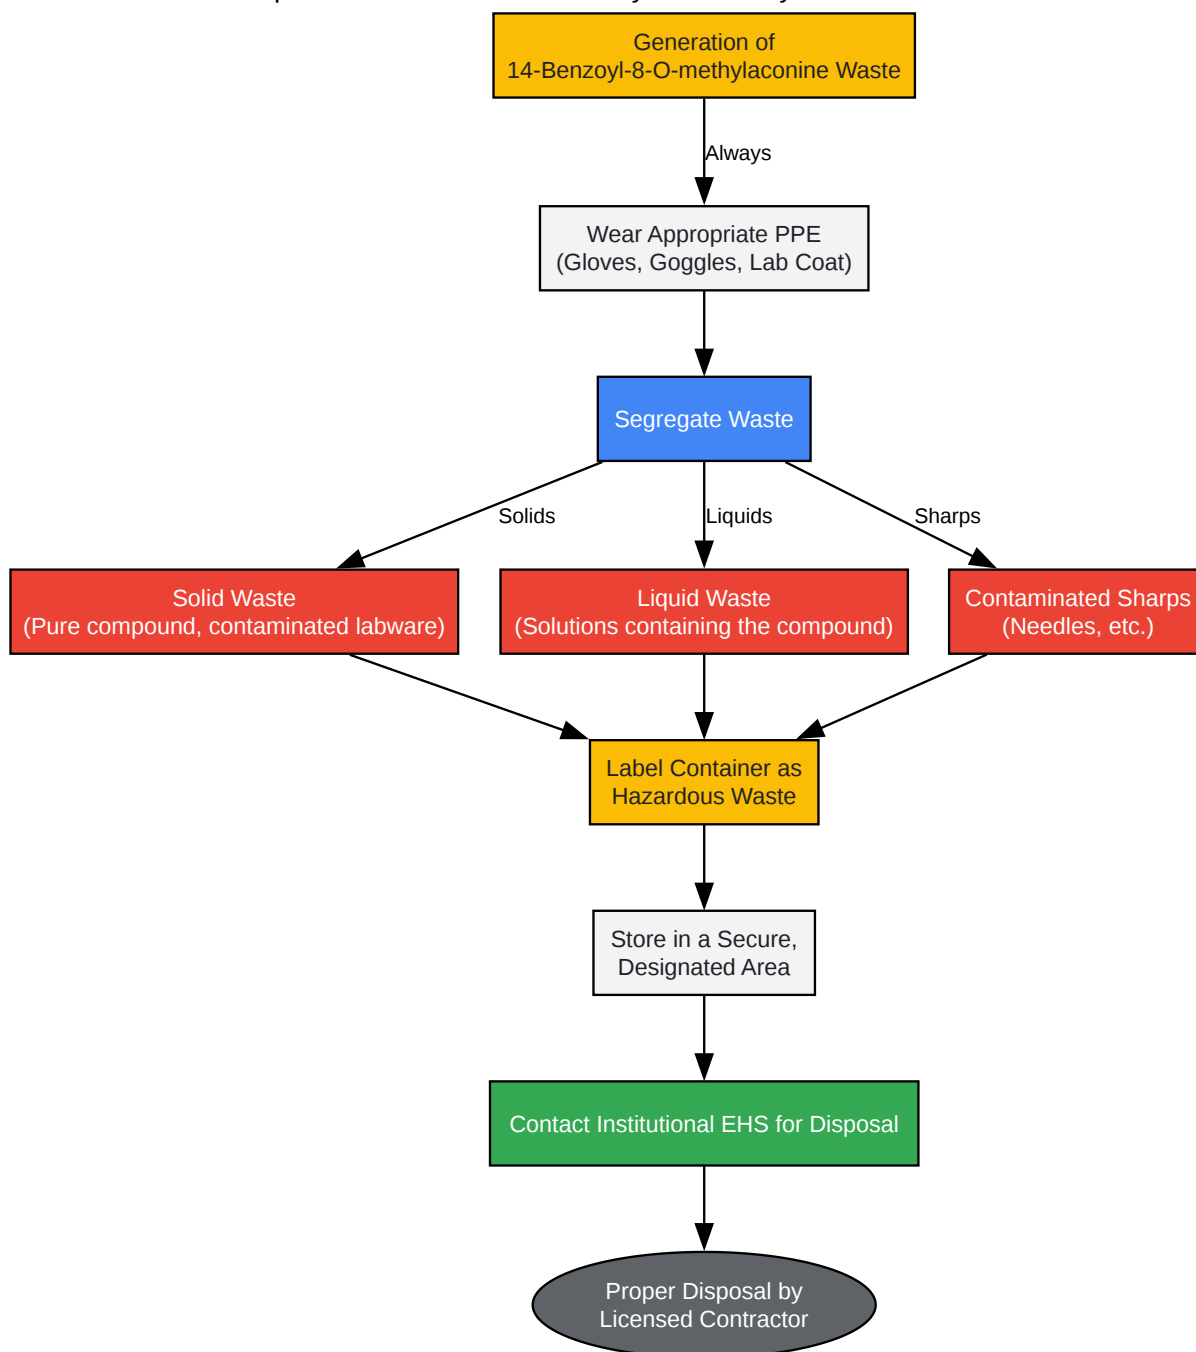 Generation of
14-Benzoyl-8-O-methylaconine Waste
Always
Wear Appropriate PPE
(Gloves, Goggles, Lab Coat)
Segregate Waste
Solids
Liquids
Sharps
Solid Waste
(Pure compound, contaminated labware)
Liquid Waste
(Solutions containing the compound)
Contaminated Sharps
(Needles, etc.)
Label Container as
Hazardous Waste
Store in a Secure,
Designated Area
Contact Institutional EHS for Disposal
Proper Disposal by
Licensed Contractor